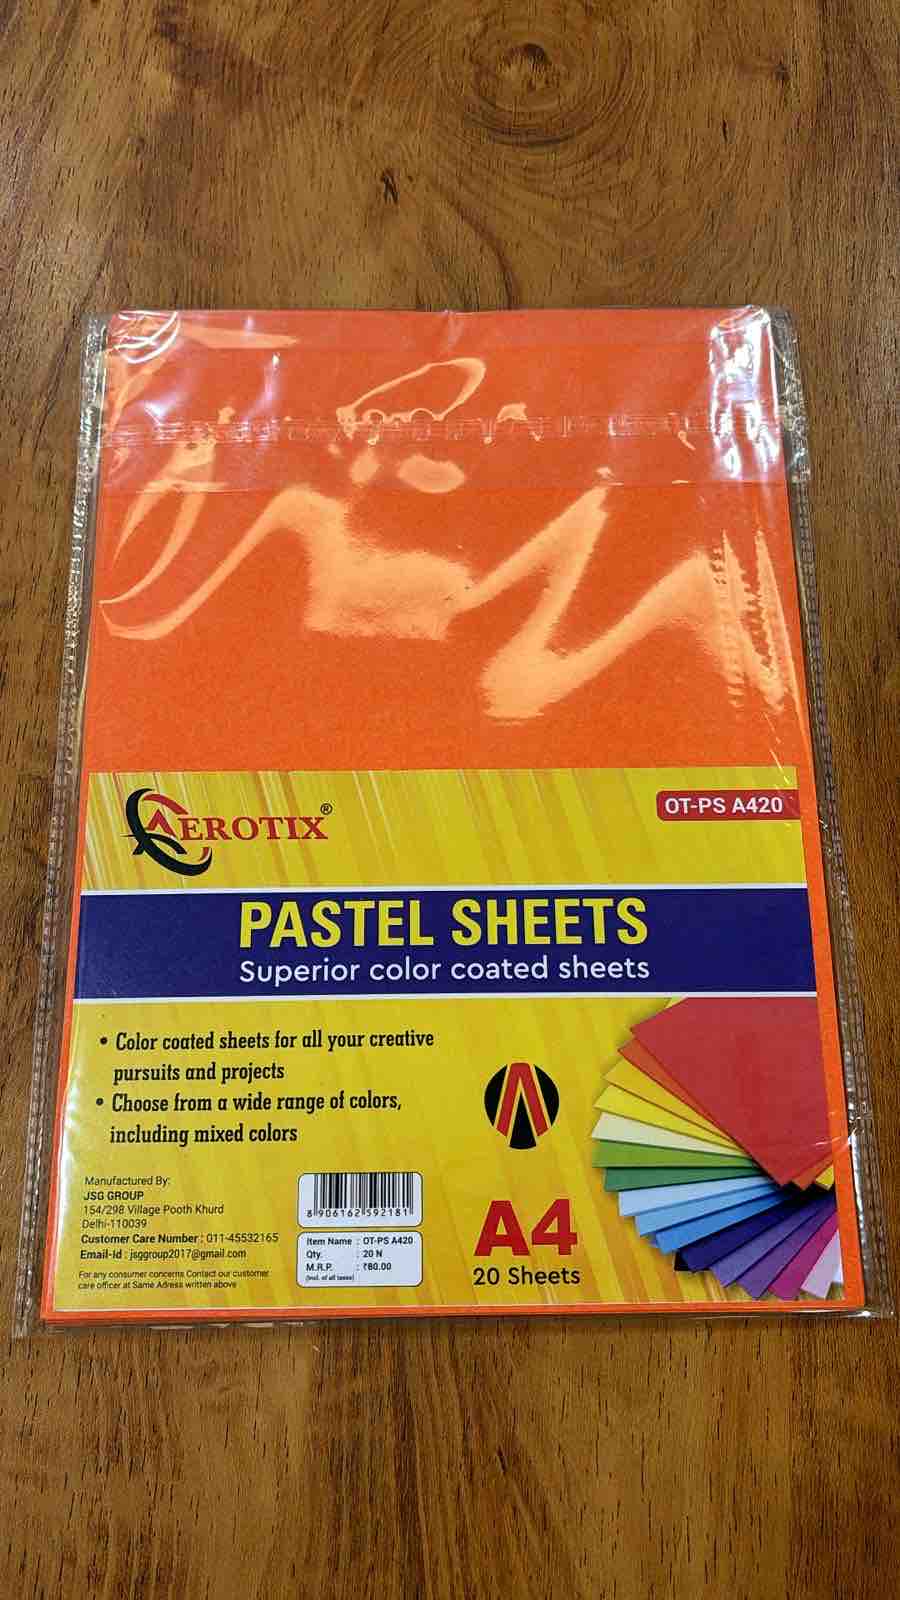 AEROTIX®
OT-PS A420
PASTEL SHEETS
Superior color coated sheets
• Color coated sheets for all your creative
pursuits and projects
• Choose from a wide range of colors,
including mixed colors
Manufactured By:
JSG GROUP
154/298 Village Pooth Khurd
Delhi-110039
Customer Care Number : 011-45532165
Email-Id : jsggroup2017@gmail.com
For any consumer concerns Contact our customer
care officer at Same Adress written above
8 906162 592181
Item Name : OT-PS A420
Qty. : 20 N
M.R.P. : ₹80.00
(Incl. of all taxes)
A4
20 Sheets